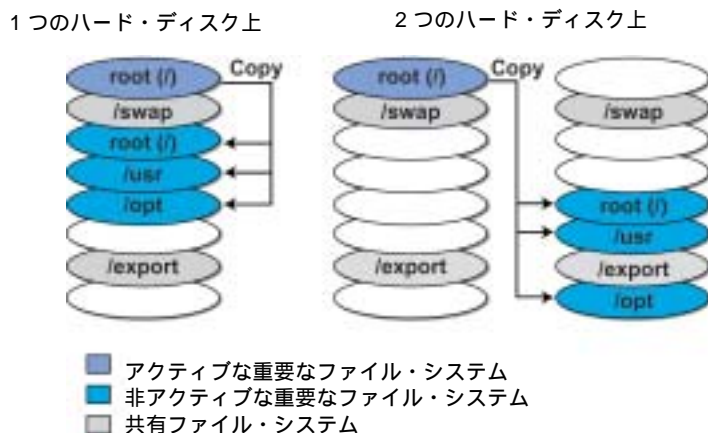 1 つのハード・ディスク上
2 つのハード・ディスク上
root (/)
Copy
/swap
root (/)
/usr
/opt
/export
root (/)
Copy
/swap
/export
/swap
root (/)
/usr
/export
/opt
アクティブな重要なファイル・システム
非アクティブな重要なファイル・システム
共有ファイル・システム